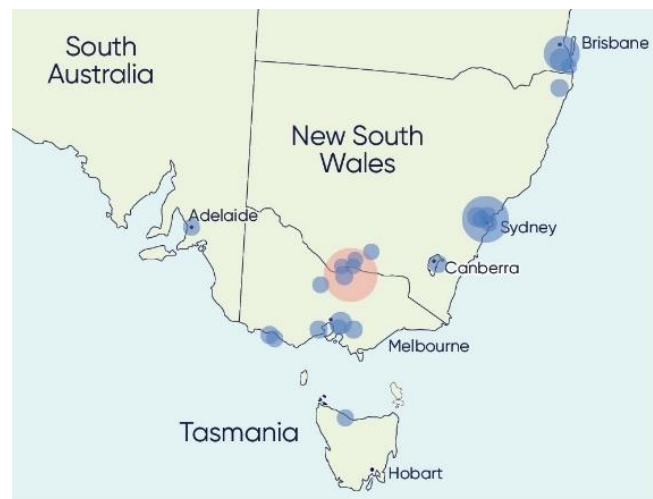 South
Australia
Brisbane
New South
Wales
Adelaide
Sydney
Canberra
Melbourne
Tasmania
Hobart